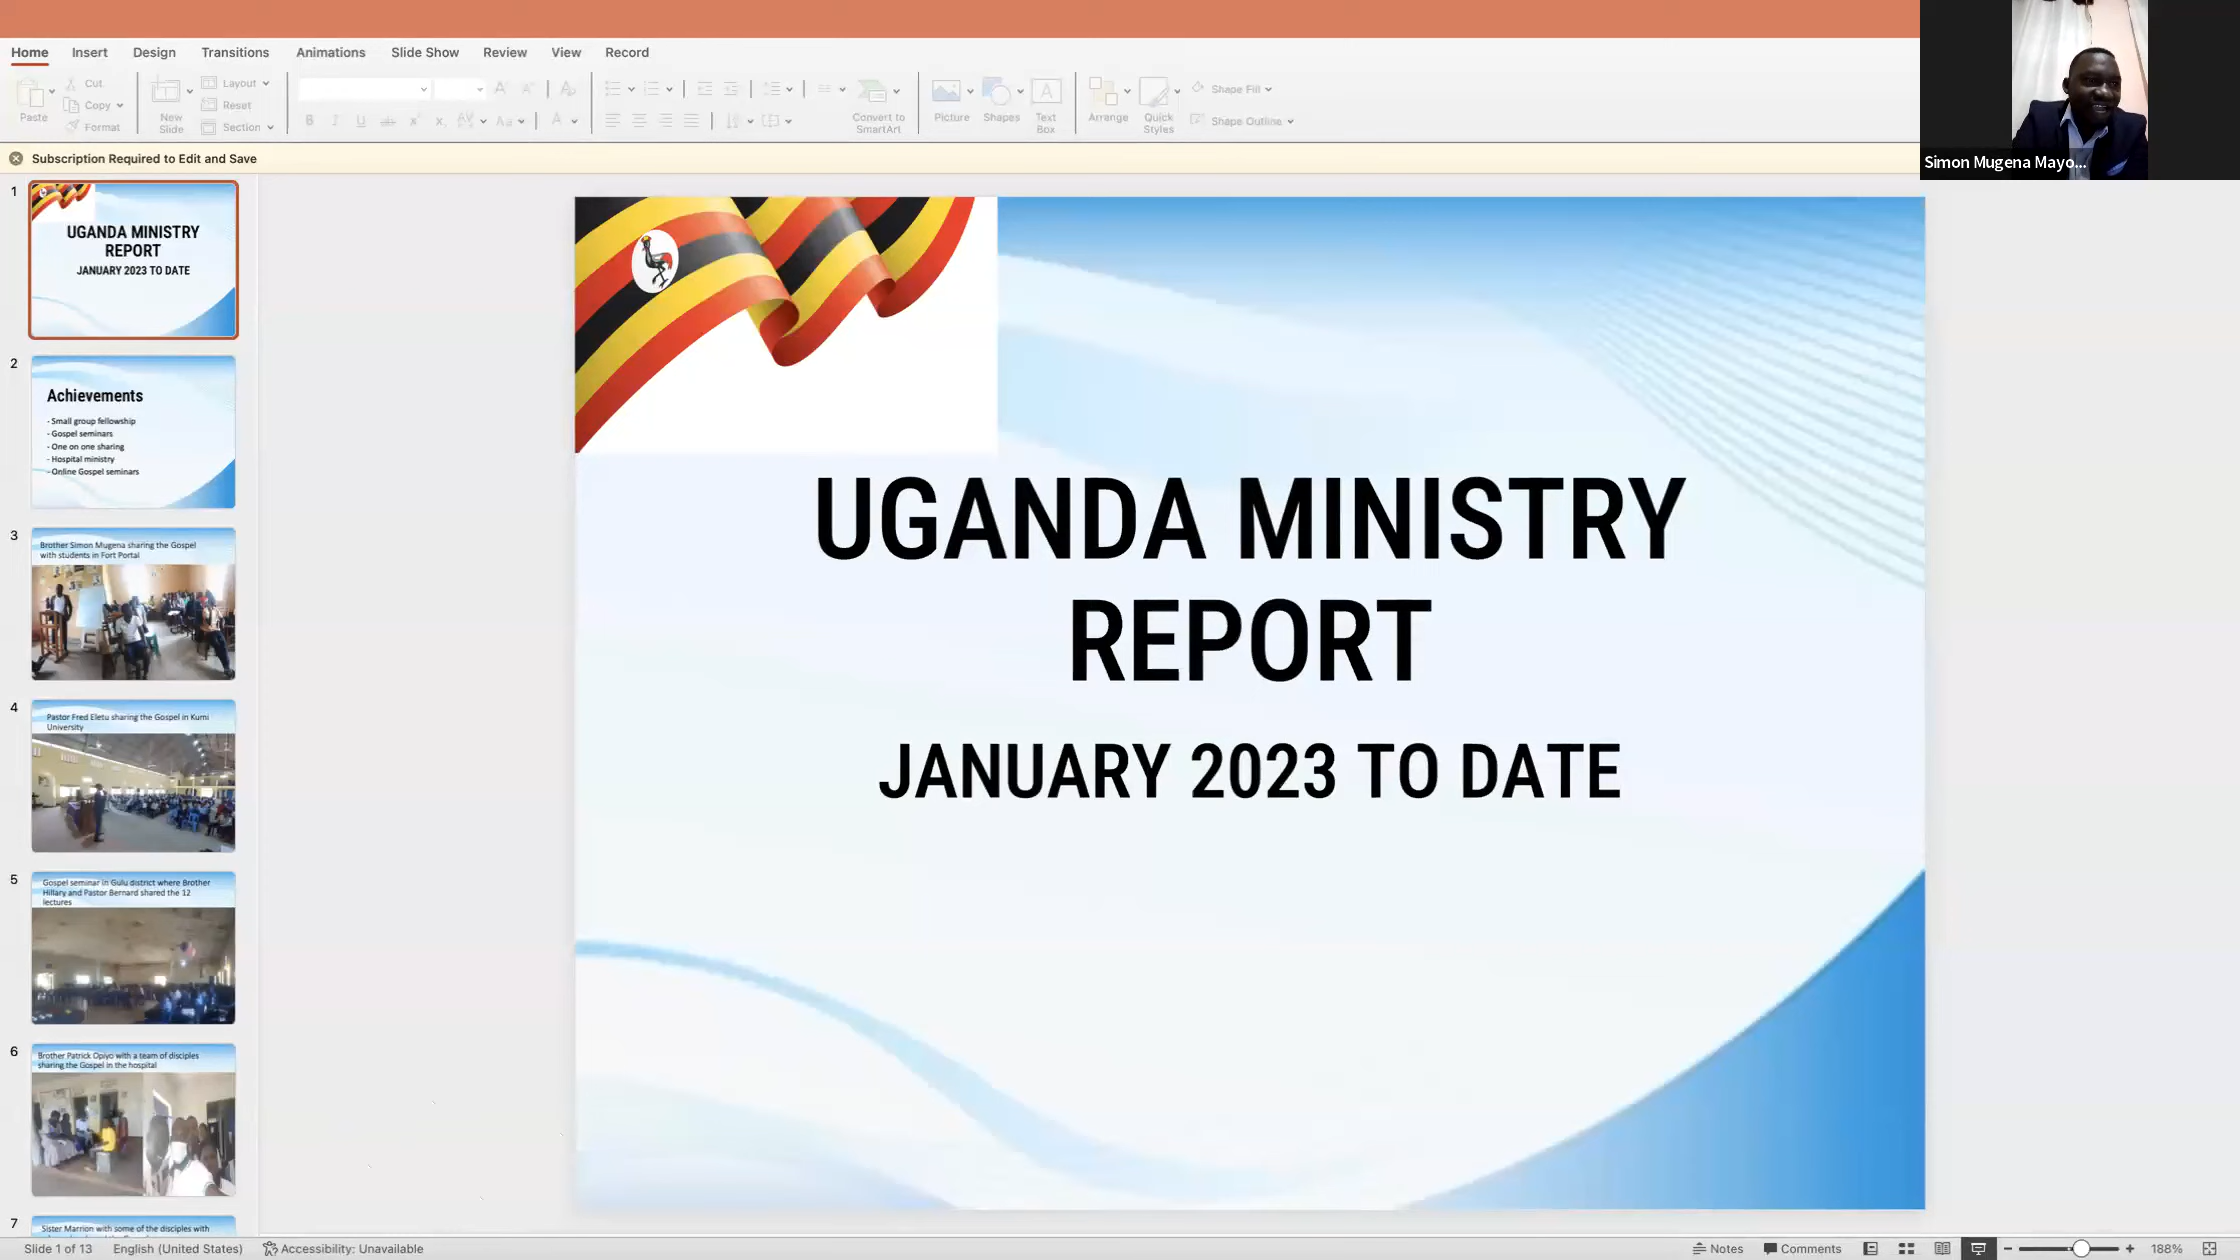 Home Insert Design Transitions Animations Slide Show Review View Record
Paste
Cut
Copy
Format
New
Slide
Layout
Reset
Section
Convert to
SmartArt
Picture
Shapes
Text
Box
Arrange
Quick
Styles
Shape Fill
Shape Outline
Simon Mugena Mayo...
Subscription Required to Edit and Save
1
UGANDA MINISTRY
REPORT
JANUARY 2023 TO DATE
2
Achievements
- Small group fellowship
- Gospel seminars
- One on one sharing
- Hospital ministry
- Online Gospel seminars
3
Brother Simon Mugena sharing the Gospel
with students in Fort Portal
4
Pastor Fred Eletu sharing the Gospel in Kumi
University
5
Gospel seminar in Gulu district where Brother
Hillary and Pastor Bernard shared the 12
lectures
6
Brother Patrick Opiyo with a team of disciples
sharing the Gospel in the hospital
7
Sister Marrion with some of the disciples with
UGANDA MINISTRY
REPORT
JANUARY 2023 TO DATE
Slide 1 of 13 English (United States) Accessibility: Unavailable
Notes Comments 188%